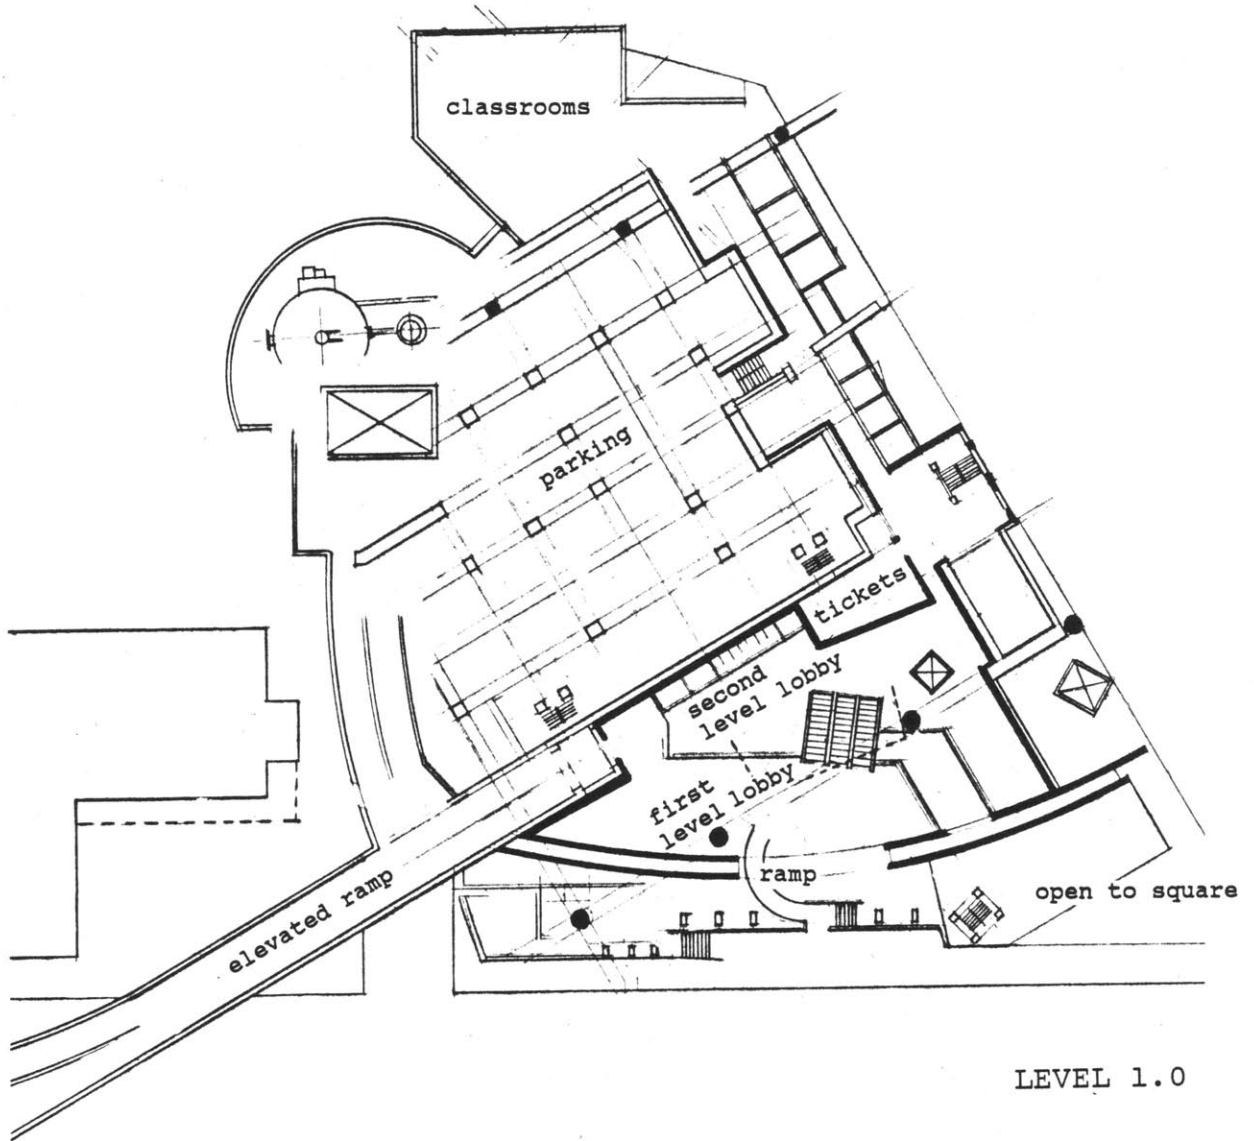 classrooms
parking
tickets
second
level lobby
first
level lobby
ramp
elevated ramp
open to square
LEVEL 1.0